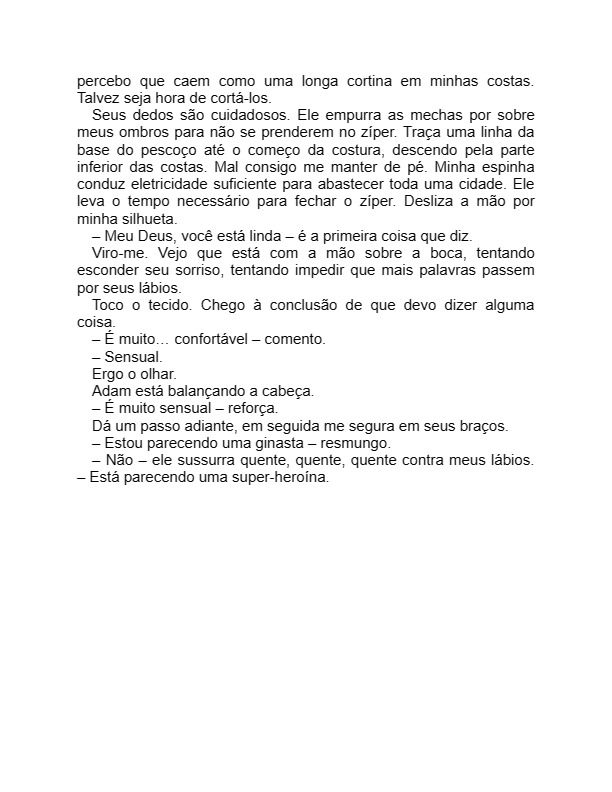 percebo que caem como uma longa cortina em minhas costas.
Talvez seja hora de cortá-los.
Seus dedos são cuidadosos. Ele empurra as mechas por sobre
meus ombros para não se prenderem no zíper. Traça uma linha da
base do pescoço até o começo da costura, descendo pela parte
inferior das costas. Mal consigo me manter de pé. Minha espinha
conduz eletricidade suficiente para abastecer toda uma cidade. Ele
leva o tempo necessário para fechar o zíper. Desliza a mão por
minha silhueta.
– Meu Deus, você está linda – é a primeira coisa que diz.
Viro-me. Vejo que está com a mão sobre a boca, tentando
esconder seu sorriso, tentando impedir que mais palavras passem
por seus lábios.
Toco o tecido. Chego à conclusão de que devo dizer alguma
coisa.
– É muito… confortável – comento.
– Sensual.
Ergo o olhar.
Adam está balançando a cabeça.
– É muito sensual – reforça.
Dá um passo adiante, em seguida me segura em seus braços.
– Estou parecendo uma ginasta – resmungo.
– Não – ele sussurra quente, quente, quente contra meus lábios.
– Está parecendo uma super-heroína.